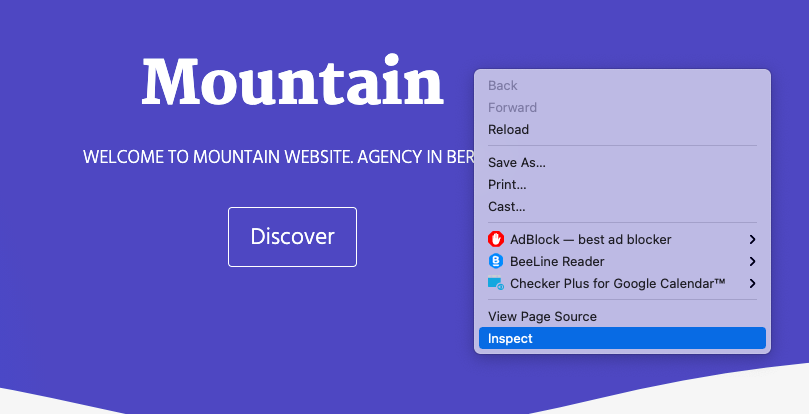 Mountain
WELCOME TO MOUNTAIN WEBSITE. AGENCY IN BER
Discover
Back
Forward
Reload
Save As...
Print...
Cast...
AdBlock — best ad blocker
BeeLine Reader
Checker Plus for Google Calendar™
View Page Source
Inspect